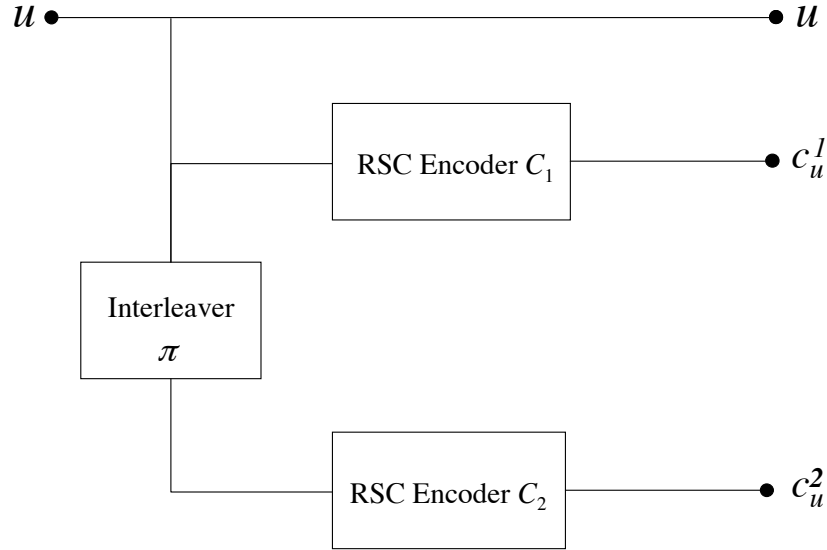 u u
RSC Encoder C₁ c¹ᵤ
Interleaver
π
RSC Encoder C₂ c²ᵤ